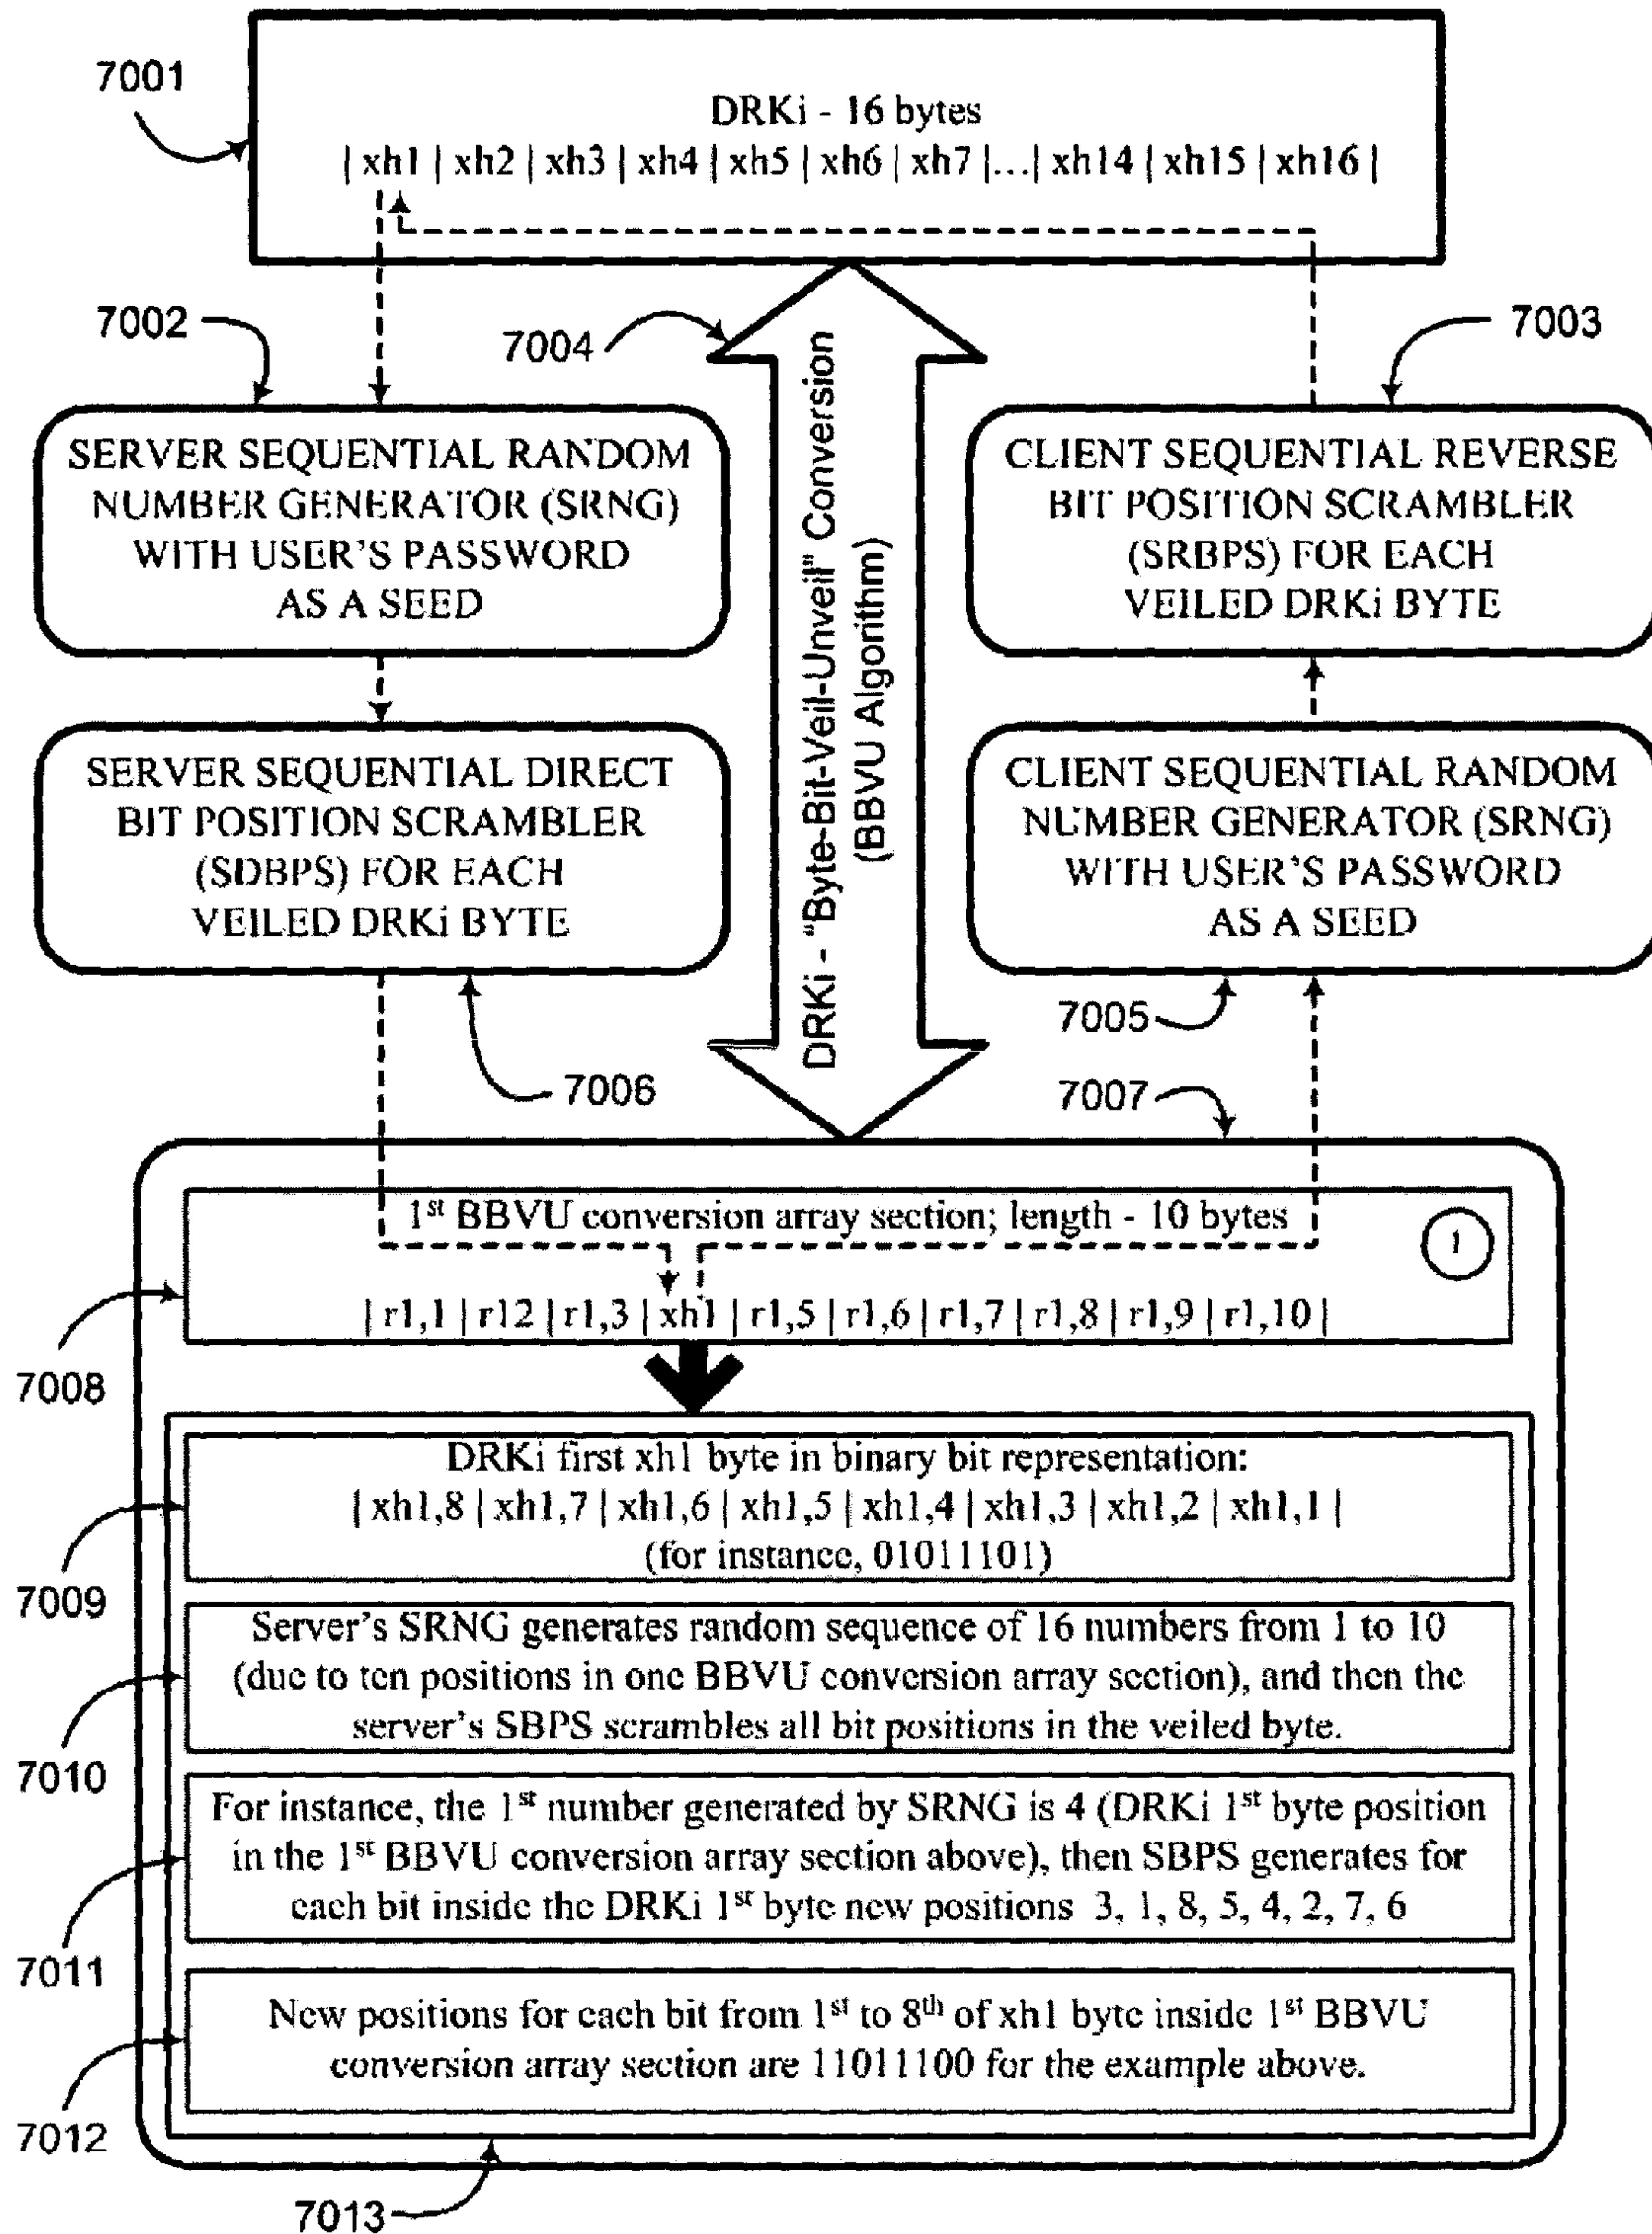 7001
DRKi - 16 bytes
| xh1 | xh2 | xh3 | xh4 | xh5 | xh6 | xh7 |...| xh14 | xh15 | xh16 |
7002
7004
7003
SERVER SEQUENTIAL RANDOM
NUMBER GENERATOR (SRNG)
WITH USER'S PASSWORD
AS A SEED
CLIENT SEQUENTIAL REVERSE
BIT POSITION SCRAMBLER
(SRBPS) FOR EACH
VEILED DRKi BYTE
DRKi - "Byte-Bit-Veil-Unveil" Conversion
(BBVU Algorithm)
SERVER SEQUENTIAL DIRECT
BIT POSITION SCRAMBLER
(SDBPS) FOR EACH
VEILED DRKi BYTE
CLIENT SEQUENTIAL RANDOM
NUMBER GENERATOR (SRNG)
WITH USER'S PASSWORD
AS A SEED
7005
7006
7007
1st BBVU conversion array section; length - 10 bytes
1
| r1,1 | r12 | r1,3 | xh1 | r1,5 | r1,6 | r1,7 | r1,8 | r1,9 | r1,10 |
7008
DRKi first xh1 byte in binary bit representation:
| xh1,8 | xh1,7 | xh1,6 | xh1,5 | xh1,4 | xh1,3 | xh1,2 | xh1,1 |
(for instance, 01011101)
7009
Server's SRNG generates random sequence of 16 numbers from 1 to 10
(due to ten positions in one BBVU conversion array section), and then the
server's SBPS scrambles all bit positions in the veiled byte.
7010
For instance, the 1st number generated by SRNG is 4 (DRKi 1st byte position
in the 1st BBVU conversion array section above), then SBPS generates for
each bit inside the DRKi 1st byte new positions 3, 1, 8, 5, 4, 2, 7, 6
7011
New positions for each bit from 1st to 8th of xh1 byte inside 1st BBVU
conversion array section are 11011100 for the example above.
7012
7013